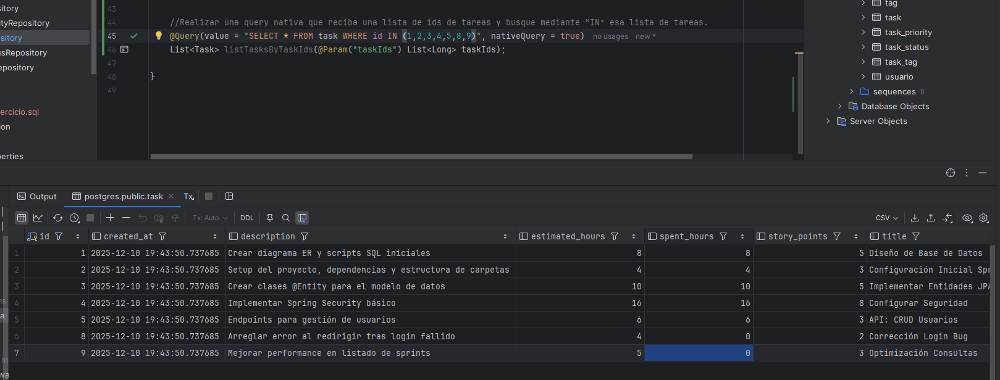 itory
ityRepository
sitory
usRepository
epository
ercicio.sql
ion
perties
43
44 //Realizar una query nativa que reciba una lista de ids de tareas y busque mediante “IN” esa lista de tareas.
45 @Query(value = "SELECT * FROM task WHERE id IN (1,2,3,4,5,8,9)", nativeQuery = true) no usages new *
46 List<Task> listTasksByTaskIds(@Param("taskIds") List<Long> taskIds);
47
48 }
49
tag
task
task_priority
task_status
task_tag
usuario
sequences 9
Database Objects
Server Objects
Output postgres.public.task Tx
Tx: Auto DDL CSV
id created_at description estimated_hours spent_hours story_points title
1 1 2025-12-10 19:43:50.737685 Crear diagrama ER y scripts SQL iniciales 8 8 5 Diseño de Base de Datos
2 2 2025-12-10 19:43:50.737685 Setup del proyecto, dependencias y estructura de carpetas 4 4 3 Configuración Inicial Spr
3 3 2025-12-10 19:43:50.737685 Crear clases @Entity para el modelo de datos 10 10 5 Implementar Entidades JPA
4 4 2025-12-10 19:43:50.737685 Implementar Spring Security básico 16 16 8 Configurar Seguridad
5 5 2025-12-10 19:43:50.737685 Endpoints para gestión de usuarios 6 6 3 API: CRUD Usuarios
6 8 2025-12-10 19:43:50.737685 Arreglar error al redirigir tras login fallido 4 0 2 Corrección Login Bug
7 9 2025-12-10 19:43:50.737685 Mejorar performance en listado de sprints 5 0 3 Optimización Consultas